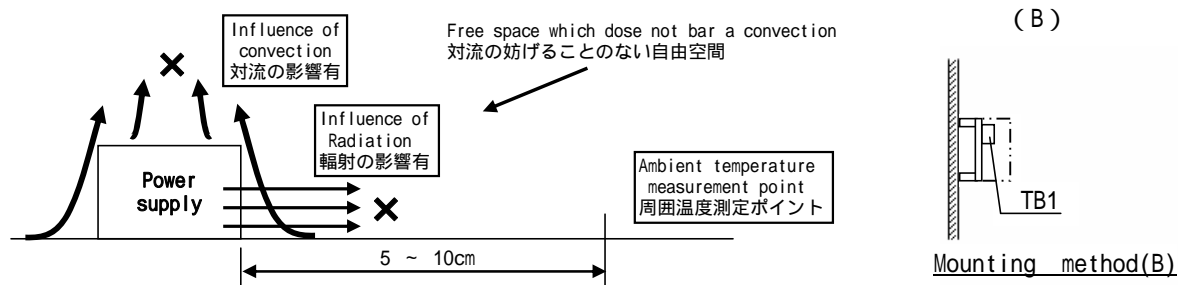 Influence of
convection
対流の影響有
Free space which dose not bar a convection
対流の妨げることのない自由空間
(B)
Influence of
Radiation
輻射の影響有
Power
supply
Ambient temperature
measurement point
周囲温度測定ポイント
TB1
5 ~ 10cm
Mounting method(B)